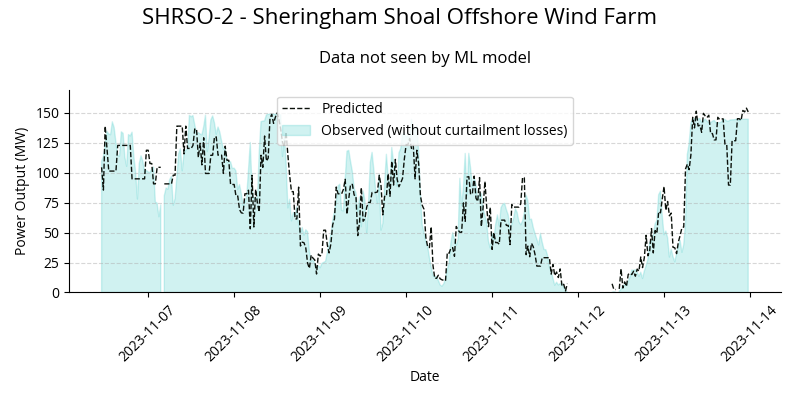 SHRSO-2 - Sheringham Shoal Offshore Wind Farm
Data not seen by ML model
Predicted
Observed (without curtailment losses)
Power Output (MW)
150
125
100
75
50
25
0
2023-11-07
2023-11-08
2023-11-09
2023-11-10
2023-11-11
2023-11-12
2023-11-13
2023-11-14
Date